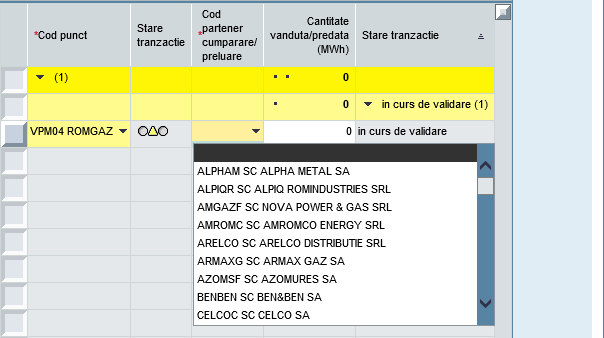 *Cod punct
Stare
tranzactie
Cod
partener
*cumparare/
preluare
Cantitate
vanduta/predata
(MWh)
Stare tranzactie
(1)
0
0
in curs de validare (1)
VPM04 ROMGAZ
0
in curs de validare
ALPHAM SC ALPHA METAL SA
ALPIQR SC ALPIQ ROMINDUSTRIES SRL
AMGAZF SC NOVA POWER & GAS SRL
AMROMC SC AMROMCO ENERGY SRL
ARELCO SC ARELCO DISTRIBUTIE SRL
ARMAXG SC ARMAX GAZ SA
AZOMSF SC AZOMURES SA
BENBEN SC BEN&BEN SA
CELCOC SC CELCO SA